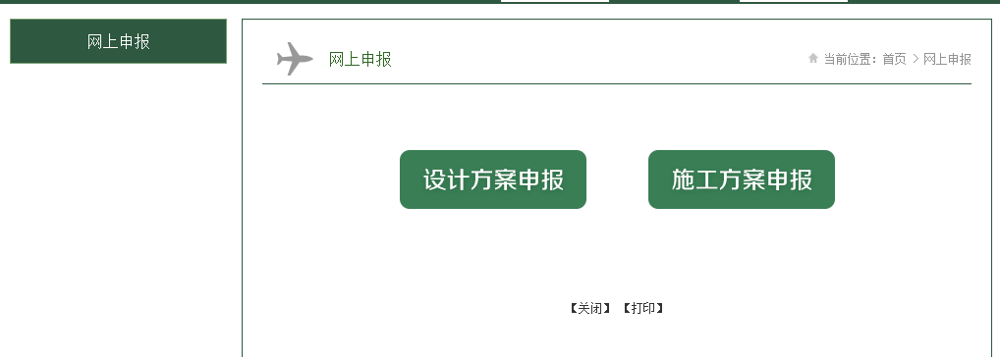 网上申报
网上申报
当前位置：首页 > 网上申报
设计方案申报
施工方案申报
【关闭】 【打印】